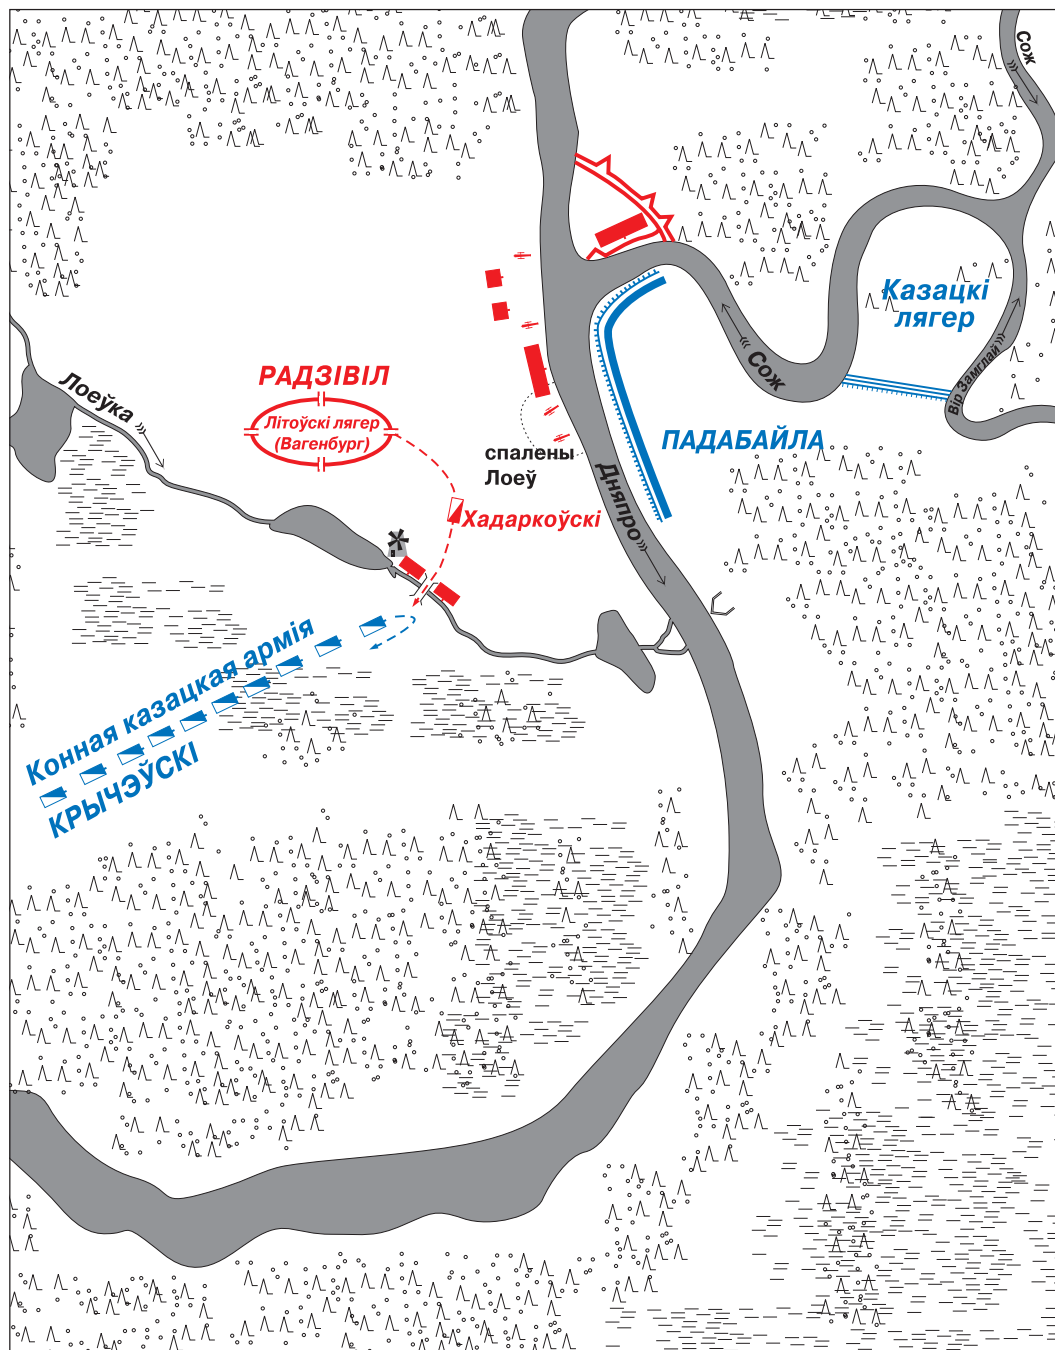 Сож
Казацкі
лягер
Вір Замглай
Сож
РАДЗІВІЛ
Літоўскі лягер
(Вагенбург)
Лоеўка
ПАДАБАЙЛА
спалены
Лоеў
Дняпро
Хадаркоўскі
Конная казацкая армія
КРЫЧЭЎСКІ